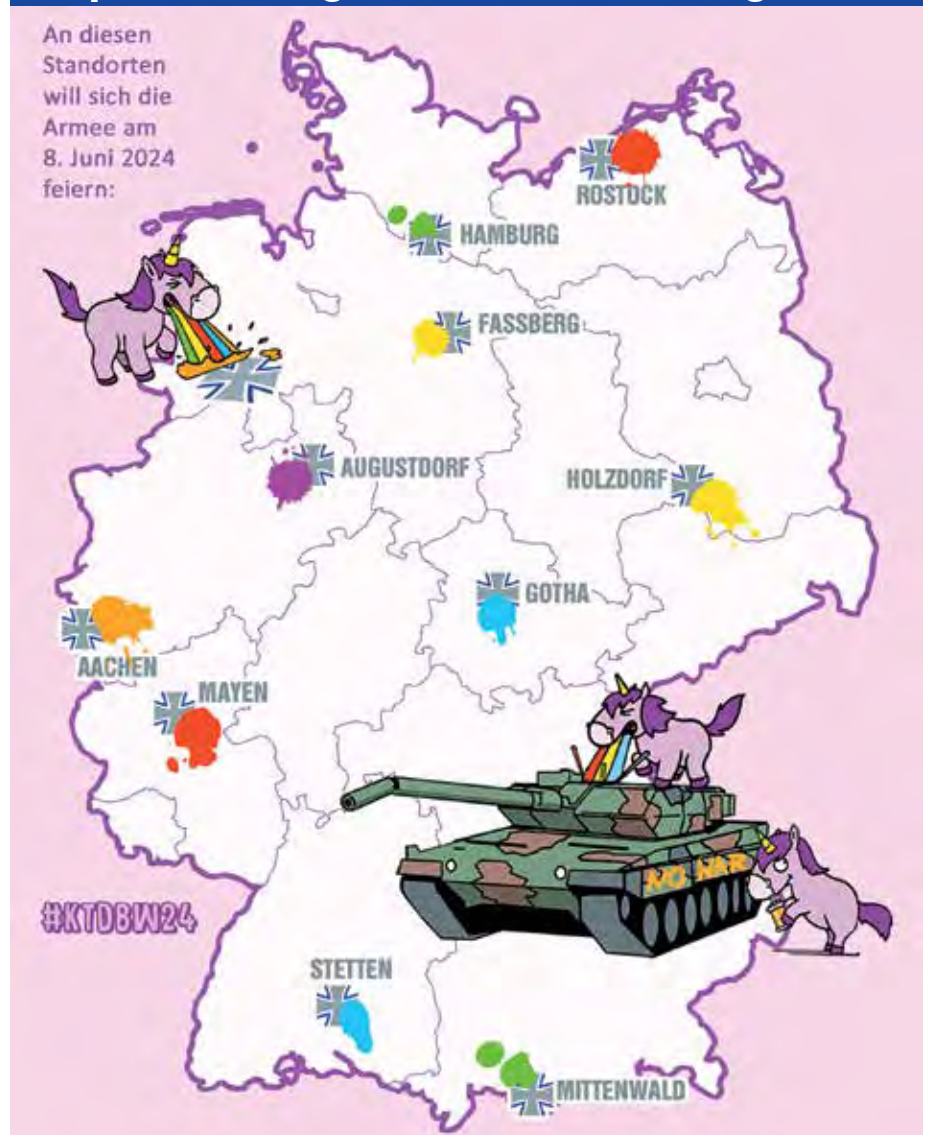 An diesen
Standorten
will sich die
Armee am
8. Juni 2024
feiern:
ROSTOCK
HAMBURG
FASSBERG
AUGUSTDORF
HOLZDORF
GOTHA
AACHEN
MAYEN
NO WAR
#KTDBW24
STETTEN
MITTENWALD